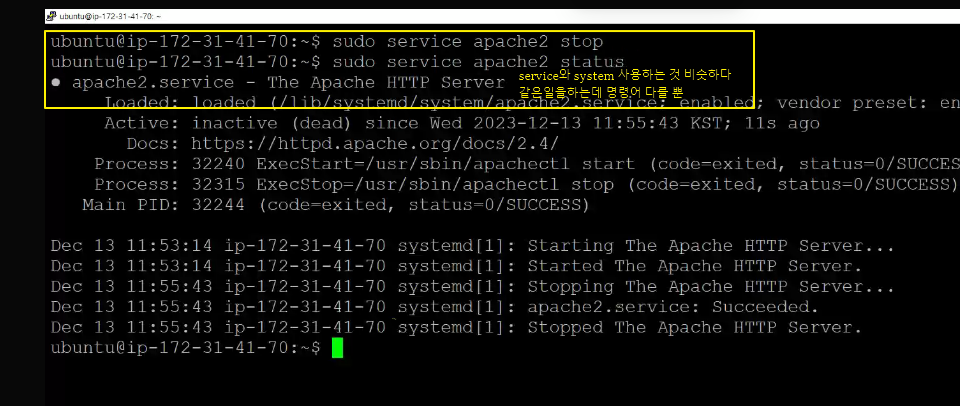 ubuntu@ip-172-31-41-70: ~
ubuntu@ip-172-31-41-70:~$ sudo service apache2 stop
ubuntu@ip-172-31-41-70:~$ sudo service apache2 status
● apache2.service - The Apache HTTP Server
service와 system 사용하는 것 비슷하다
같은일을하는데 명령어 다를 뿐
Loaded: loaded (/lib/systemd/system/apache2.service; enabled; vendor preset: en
Active: inactive (dead) since Wed 2023-12-13 11:55:43 KST; 11s ago
Docs: https://httpd.apache.org/docs/2.4/
Process: 32240 ExecStart=/usr/sbin/apachectl start (code=exited, status=0/SUCCESS
Process: 32315 ExecStop=/usr/sbin/apachectl stop (code=exited, status=0/SUCCESS)
Main PID: 32244 (code=exited, status=0/SUCCESS)
Dec 13 11:53:14 ip-172-31-41-70 systemd[1]: Starting The Apache HTTP Server...
Dec 13 11:53:14 ip-172-31-41-70 systemd[1]: Started The Apache HTTP Server.
Dec 13 11:55:43 ip-172-31-41-70 systemd[1]: Stopping The Apache HTTP Server...
Dec 13 11:55:43 ip-172-31-41-70 systemd[1]: apache2.service: Succeeded.
Dec 13 11:55:43 ip-172-31-41-70 systemd[1]: Stopped The Apache HTTP Server.
ubuntu@ip-172-31-41-70:~$